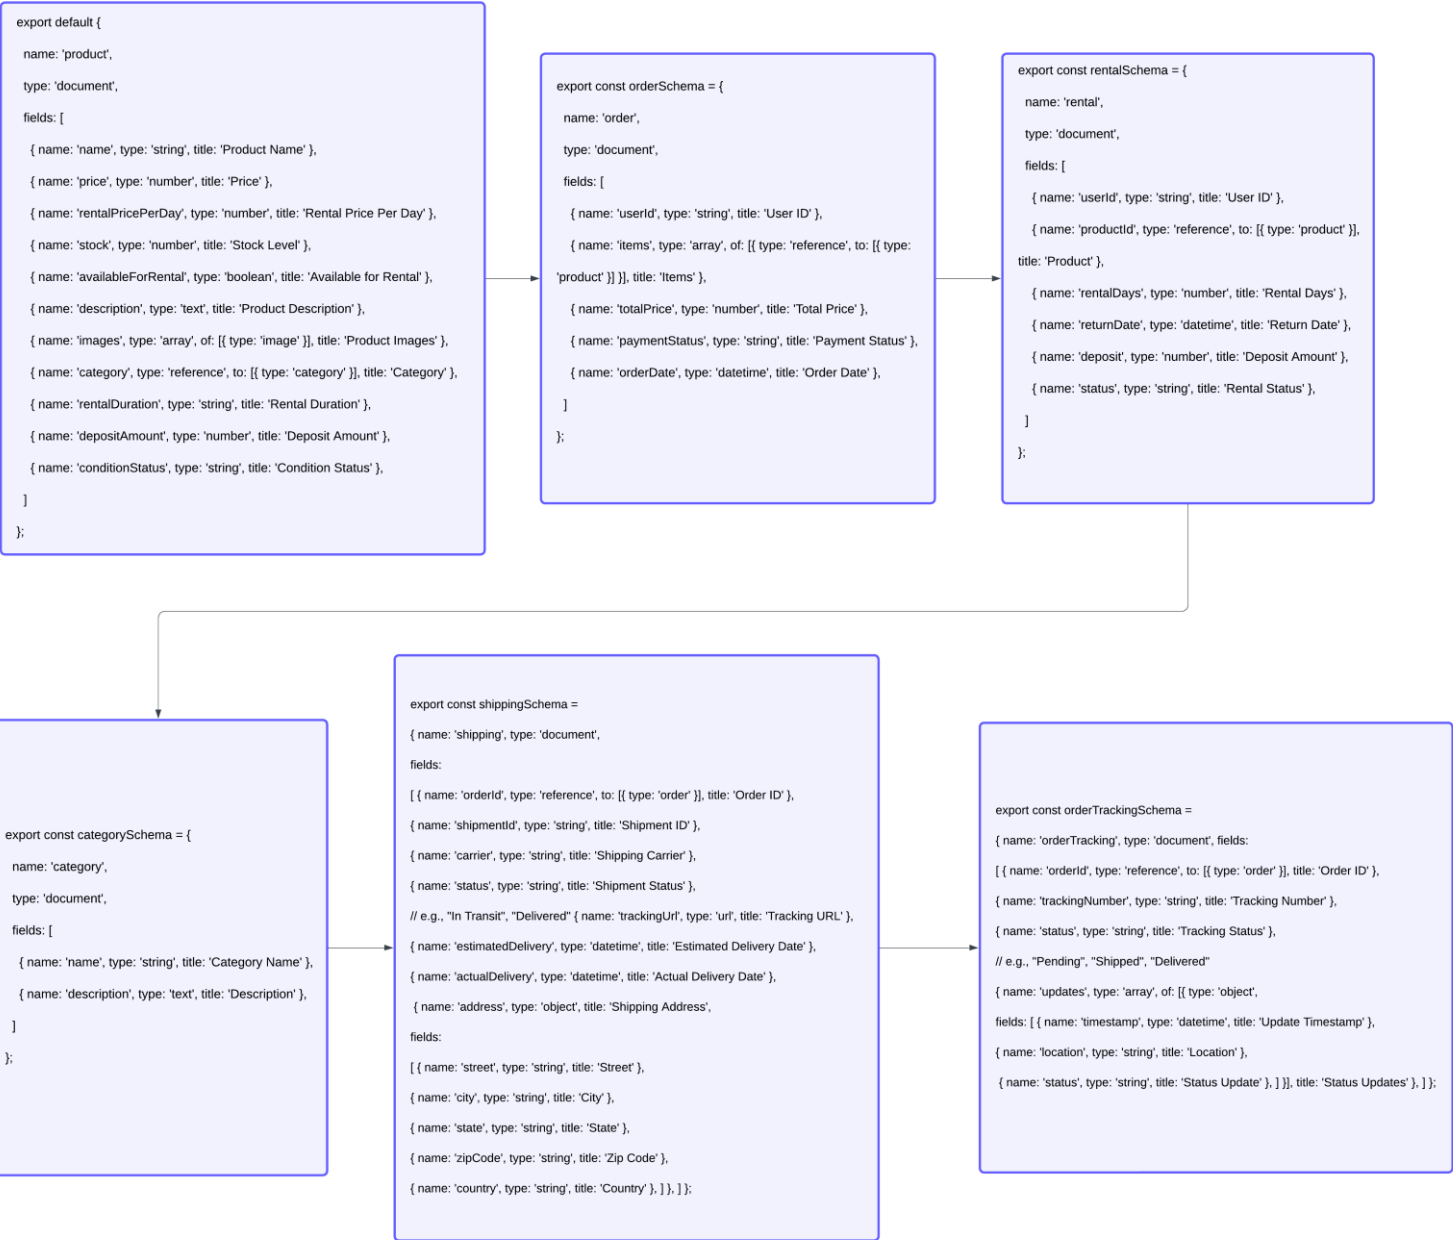 export default {
name: 'product',
type: 'document',
fields: [
{ name: 'name', type: 'string', title: 'Product Name' },
{ name: 'price', type: 'number', title: 'Price' },
{ name: 'rentalPricePerDay', type: 'number', title: 'Rental Price Per Day' },
{ name: 'stock', type: 'number', title: 'Stock Level' },
{ name: 'availableForRental', type: 'boolean', title: 'Available for Rental' },
{ name: 'description', type: 'text', title: 'Product Description' },
{ name: 'images', type: 'array', of: [{ type: 'image' }], title: 'Product Images' },
{ name: 'category', type: 'reference', to: [{ type: 'category' }], title: 'Category' },
{ name: 'rentalDuration', type: 'string', title: 'Rental Duration' },
{ name: 'depositAmount', type: 'number', title: 'Deposit Amount' },
{ name: 'conditionStatus', type: 'string', title: 'Condition Status' },
]
};
export const orderSchema = {
name: 'order',
type: 'document',
fields: [
{ name: 'userId', type: 'string', title: 'User ID' },
{ name: 'items', type: 'array', of: [{ type: 'reference', to: [{ type:
'product' }] }], title: 'Items' },
{ name: 'totalPrice', type: 'number', title: 'Total Price' },
{ name: 'paymentStatus', type: 'string', title: 'Payment Status' },
{ name: 'orderDate', type: 'datetime', title: 'Order Date' },
]
};
export const rentalSchema = {
name: 'rental',
type: 'document',
fields: [
{ name: 'userId', type: 'string', title: 'User ID' },
{ name: 'productId', type: 'reference', to: [{ type: 'product' }],
title: 'Product' },
{ name: 'rentalDays', type: 'number', title: 'Rental Days' },
{ name: 'returnDate', type: 'datetime', title: 'Return Date' },
{ name: 'deposit', type: 'number', title: 'Deposit Amount' },
{ name: 'status', type: 'string', title: 'Rental Status' },
]
};
export const categorySchema = {
name: 'category',
type: 'document',
fields: [
{ name: 'name', type: 'string', title: 'Category Name' },
{ name: 'description', type: 'text', title: 'Description' },
]
};
export const shippingSchema =
{ name: 'shipping', type: 'document',
fields:
[ { name: 'orderId', type: 'reference', to: [{ type: 'order' }], title: 'Order ID' },
{ name: 'shipmentId', type: 'string', title: 'Shipment ID' },
{ name: 'carrier', type: 'string', title: 'Shipping Carrier' },
{ name: 'status', type: 'string', title: 'Shipment Status' },
// e.g., "In Transit", "Delivered" { name: 'trackingUrl', type: 'url', title: 'Tracking URL' },
{ name: 'estimatedDelivery', type: 'datetime', title: 'Estimated Delivery Date' },
{ name: 'actualDelivery', type: 'datetime', title: 'Actual Delivery Date' },
{ name: 'address', type: 'object', title: 'Shipping Address',
fields:
[ { name: 'street', type: 'string', title: 'Street' },
{ name: 'city', type: 'string', title: 'City' },
{ name: 'state', type: 'string', title: 'State' },
{ name: 'zipCode', type: 'string', title: 'Zip Code' },
{ name: 'country', type: 'string', title: 'Country' }, ] }, ] };
export const orderTrackingSchema =
{ name: 'orderTracking', type: 'document', fields:
[ { name: 'orderId', type: 'reference', to: [{ type: 'order' }], title: 'Order ID' },
{ name: 'trackingNumber', type: 'string', title: 'Tracking Number' },
{ name: 'status', type: 'string', title: 'Tracking Status' },
// e.g., "Pending", "Shipped", "Delivered"
{ name: 'updates', type: 'array', of: [{ type: 'object',
fields: [ { name: 'timestamp', type: 'datetime', title: 'Update Timestamp' },
{ name: 'location', type: 'string', title: 'Location' },
{ name: 'status', type: 'string', title: 'Status Update' }, ] }], title: 'Status Updates' }, ] };